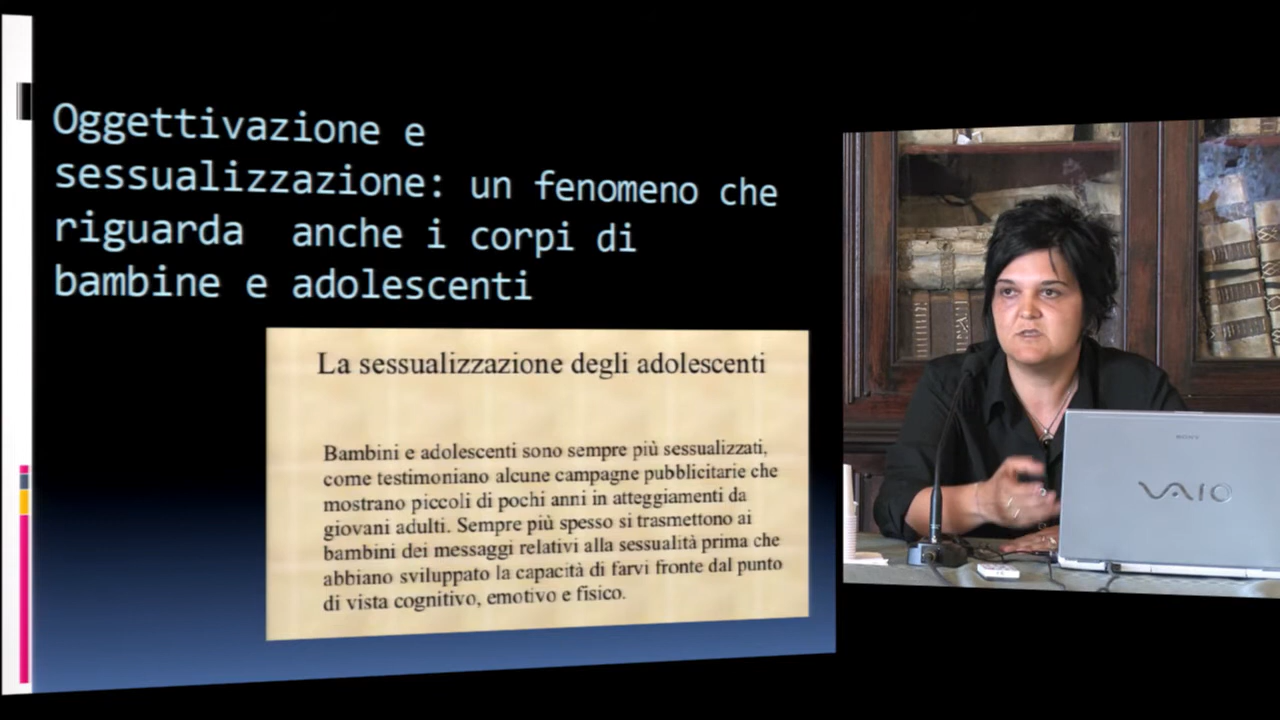 Oggettivazione e
sessualizzazione: un fenomeno che
riguarda anche i corpi di
bambine e adolescenti
La sessualizzazione degli adolescenti
Bambini e adolescenti sono sempre più sessualizzati,
come testimoniano alcune campagne pubblicitarie che
mostrano piccoli di pochi anni in atteggiamenti da
giovani adulti. Sempre più spesso si trasmettono ai
bambini dei messaggi relativi alla sessualità prima che
abbiano sviluppato la capacità di farvi fronte dal punto
di vista cognitivo, emotivo e fisico.
SONY
VAIO